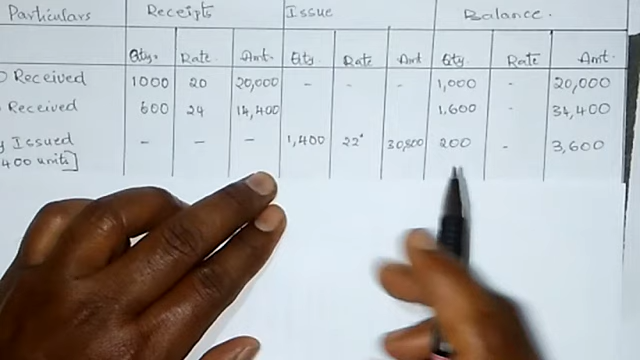 Particulars Receipts Issue Balance.
Qty. Rate Amt. Qty Rate Amt Qty Rate Amt.
Received 1000 20 20,000 - - - 1,000 - 20,000
Received 600 24 14,400 1,600 - 34,400
Issued - - - 1,400 22 30,800 200 - 3,600
400 units]